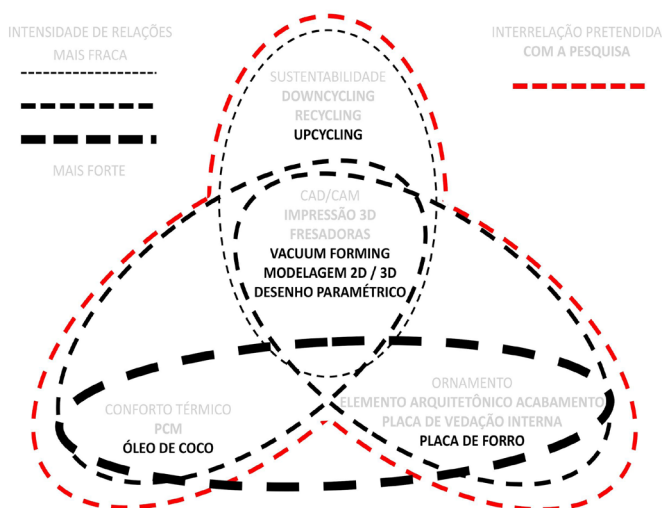 INTENSIDADE DE RELAÇÕES
MAIS FRACA
MAIS FORTE
INTERRELAÇÃO PRETENDIDA
COM A PESQUISA
SUSTENTABILIDADE
DOWNCYCLING
RECYCLING
UPCYCLING
CAD/CAM
IMPRESSÃO 3D
FRESADORAS
VACUUM FORMING
MODELAGEM 2D / 3D
DESENHO PARAMÉTRICO
CONFORTO TÉRMICO
PCM
ÓLEO DE COCO
ORNAMENTO
ELEMENTO ARQUITETÔNICO ACABAMENTO
PLACA DE VEDAÇÃO INTERNA
PLACA DE FORRO